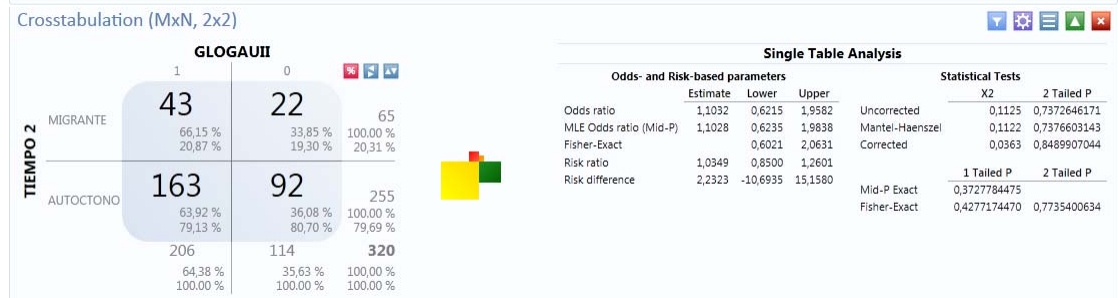 Crosstabulation (MxN, 2x2)
GLOGAUII
1 0 %
TIEMPO 2
MIGRANTE 43 22 65
66,15 % 33,85 % 100.00 %
20,87 % 19,30 % 20,31 %
AUTOCTONO 163 92 255
63,92 % 36,08 % 100.00 %
79,13 % 80,70 % 79,69 %
206 114 320
64,38 % 35,63 % 100,00 %
100.00 % 100.00 % 100.00 %
Single Table Analysis
Odds- and Risk-based parameters
Estimate Lower Upper
Odds ratio 1,1032 0,6215 1,9582
MLE Odds ratio (Mid-P) 1,1028 0,6235 1,9838
Fisher-Exact 0,6021 2,0631
Risk ratio 1,0349 0,8500 1,2601
Risk difference 2,2323 -10,6935 15,1580
Statistical Tests
X2 2 Tailed P
Uncorrected 0,1125 0,7372646171
Mantel-Haenszel 0,1122 0,7376603143
Corrected 0,0363 0,8489907044
1 Tailed P 2 Tailed P
Mid-P Exact 0,3727784475
Fisher-Exact 0,4277174470 0,7735400634